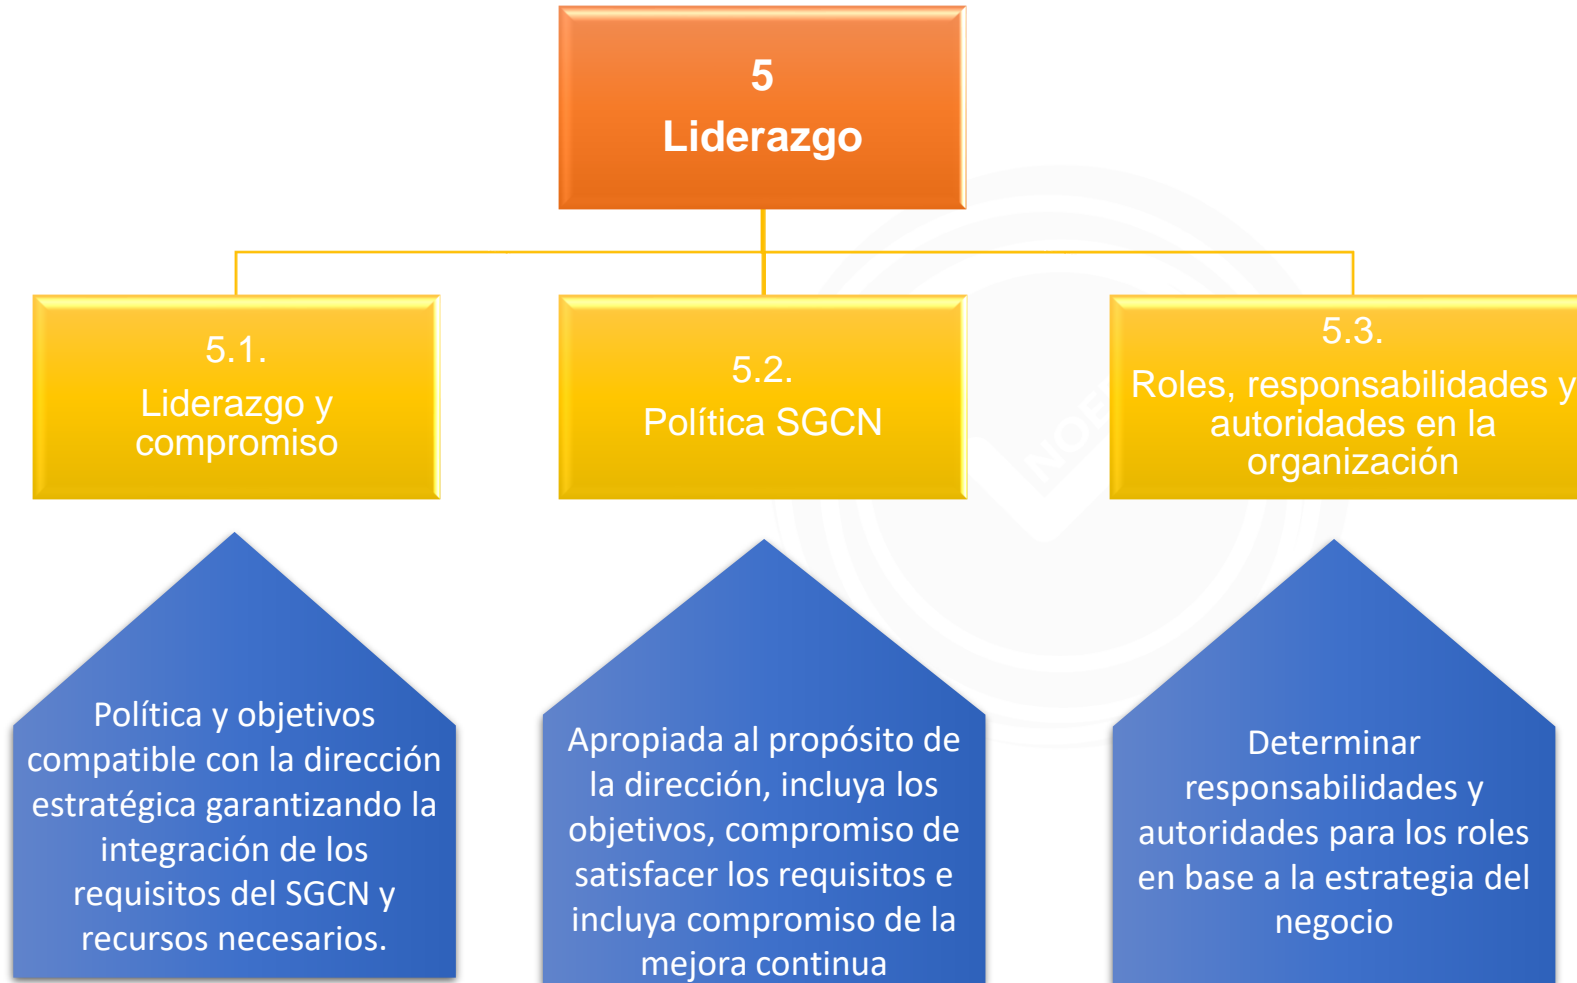 5
Liderazgo
5.1.
Liderazgo y
compromiso
5.2.
Política SGCN
5.3.
Roles, responsabilidades y
autoridades en la
organización
Política y objetivos
compatible con la dirección
estratégica garantizando la
integración de los
requisitos del SGCN y
recursos necesarios.
Apropiada al propósito de
la dirección, incluya los
objetivos, compromiso de
satisfacer los requisitos e
incluya compromiso de la
mejora continua
Determinar
responsabilidades y
autoridades para los roles
en base a la estrategia del
negocio